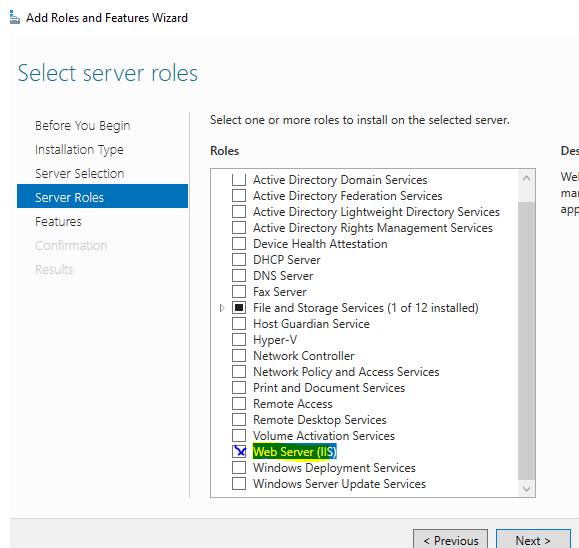 Add Roles and Features Wizard
Select server roles
Before You Begin
Installation Type
Server Selection
Server Roles
Features
Confirmation
Results
Select one or more roles to install on the selected server.
Roles
Active Directory Domain Services
Active Directory Federation Services
Active Directory Lightweight Directory Services
Active Directory Rights Management Services
Device Health Attestation
DHCP Server
DNS Server
Fax Server
File and Storage Services (1 of 12 installed)
Host Guardian Service
Hyper-V
Network Controller
Network Policy and Access Services
Print and Document Services
Remote Access
Remote Desktop Services
Volume Activation Services
Web Server (IIS)
Windows Deployment Services
Windows Server Update Services
Des
Wel
mar
app
< Previous
Next >